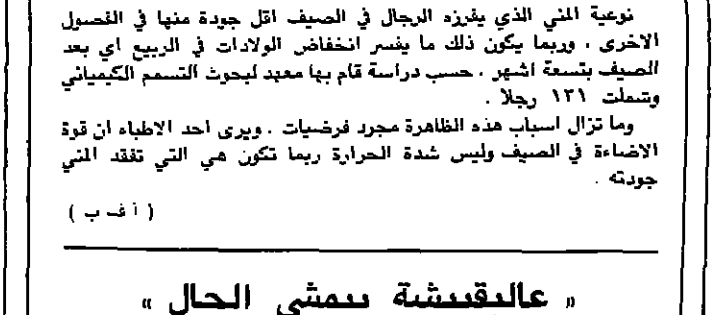 نوعية المني الذي يفرزه الرجال في الصيف اقل جودة منها في الفصول
الاخرى . وربما يكون ذلك ما يفسر انخفاض الولادات في الربيع اي بعد
الصيف بتسعة اشهر . حسب دراسة قام بها معهد لبحوث التسمم الكيميائي
وشملت ١٣١ رجلا .
وما تزال اسباب هذه الظاهرة مجرد فرضيات . ويرى احد الاطباء ان قوة
الاضاءة في الصيف وليس شدة الحرارة ربما تكون هي التي تفقد المني
جودته .
( أ ف ب )
« عاليقبشة بيمشي الحال »